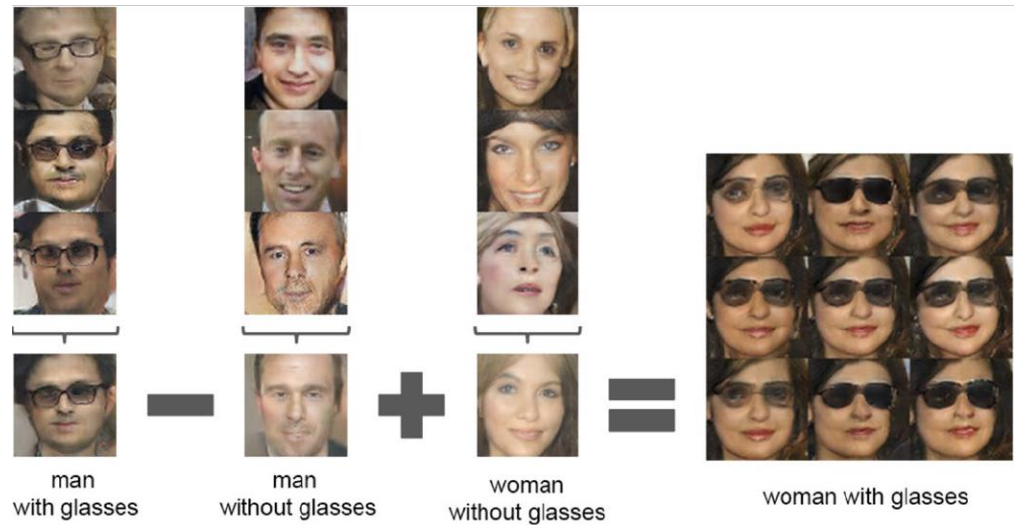 man
with glasses
man
without glasses
woman
without glasses
woman with glasses